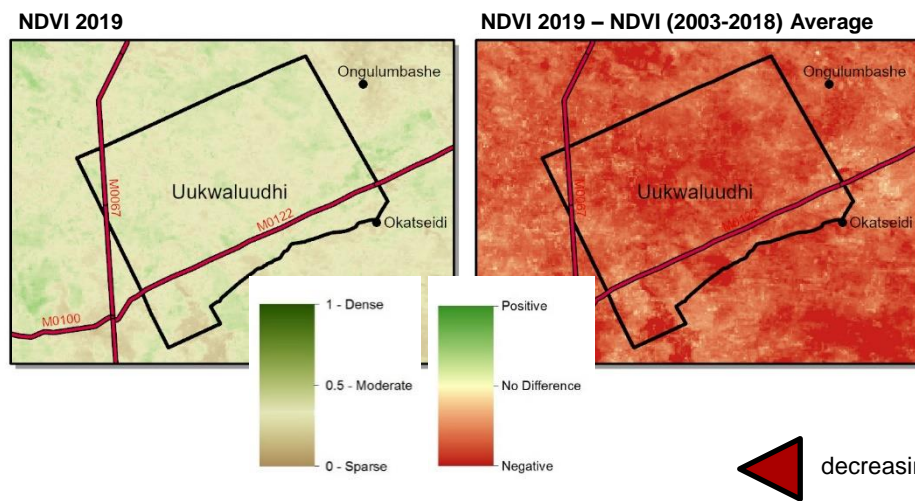 NDVI 2019
Ongulumbashe
Uukwaluudhi
M0067
M0122
Okatseidi
M0100
NDVI 2019 – NDVI (2003-2018) Average
Ongulumbashe
Uukwaluudhi
Okatseidi
1 - Dense
0.5 - Moderate
0 - Sparse
Positive
No Difference
Negative